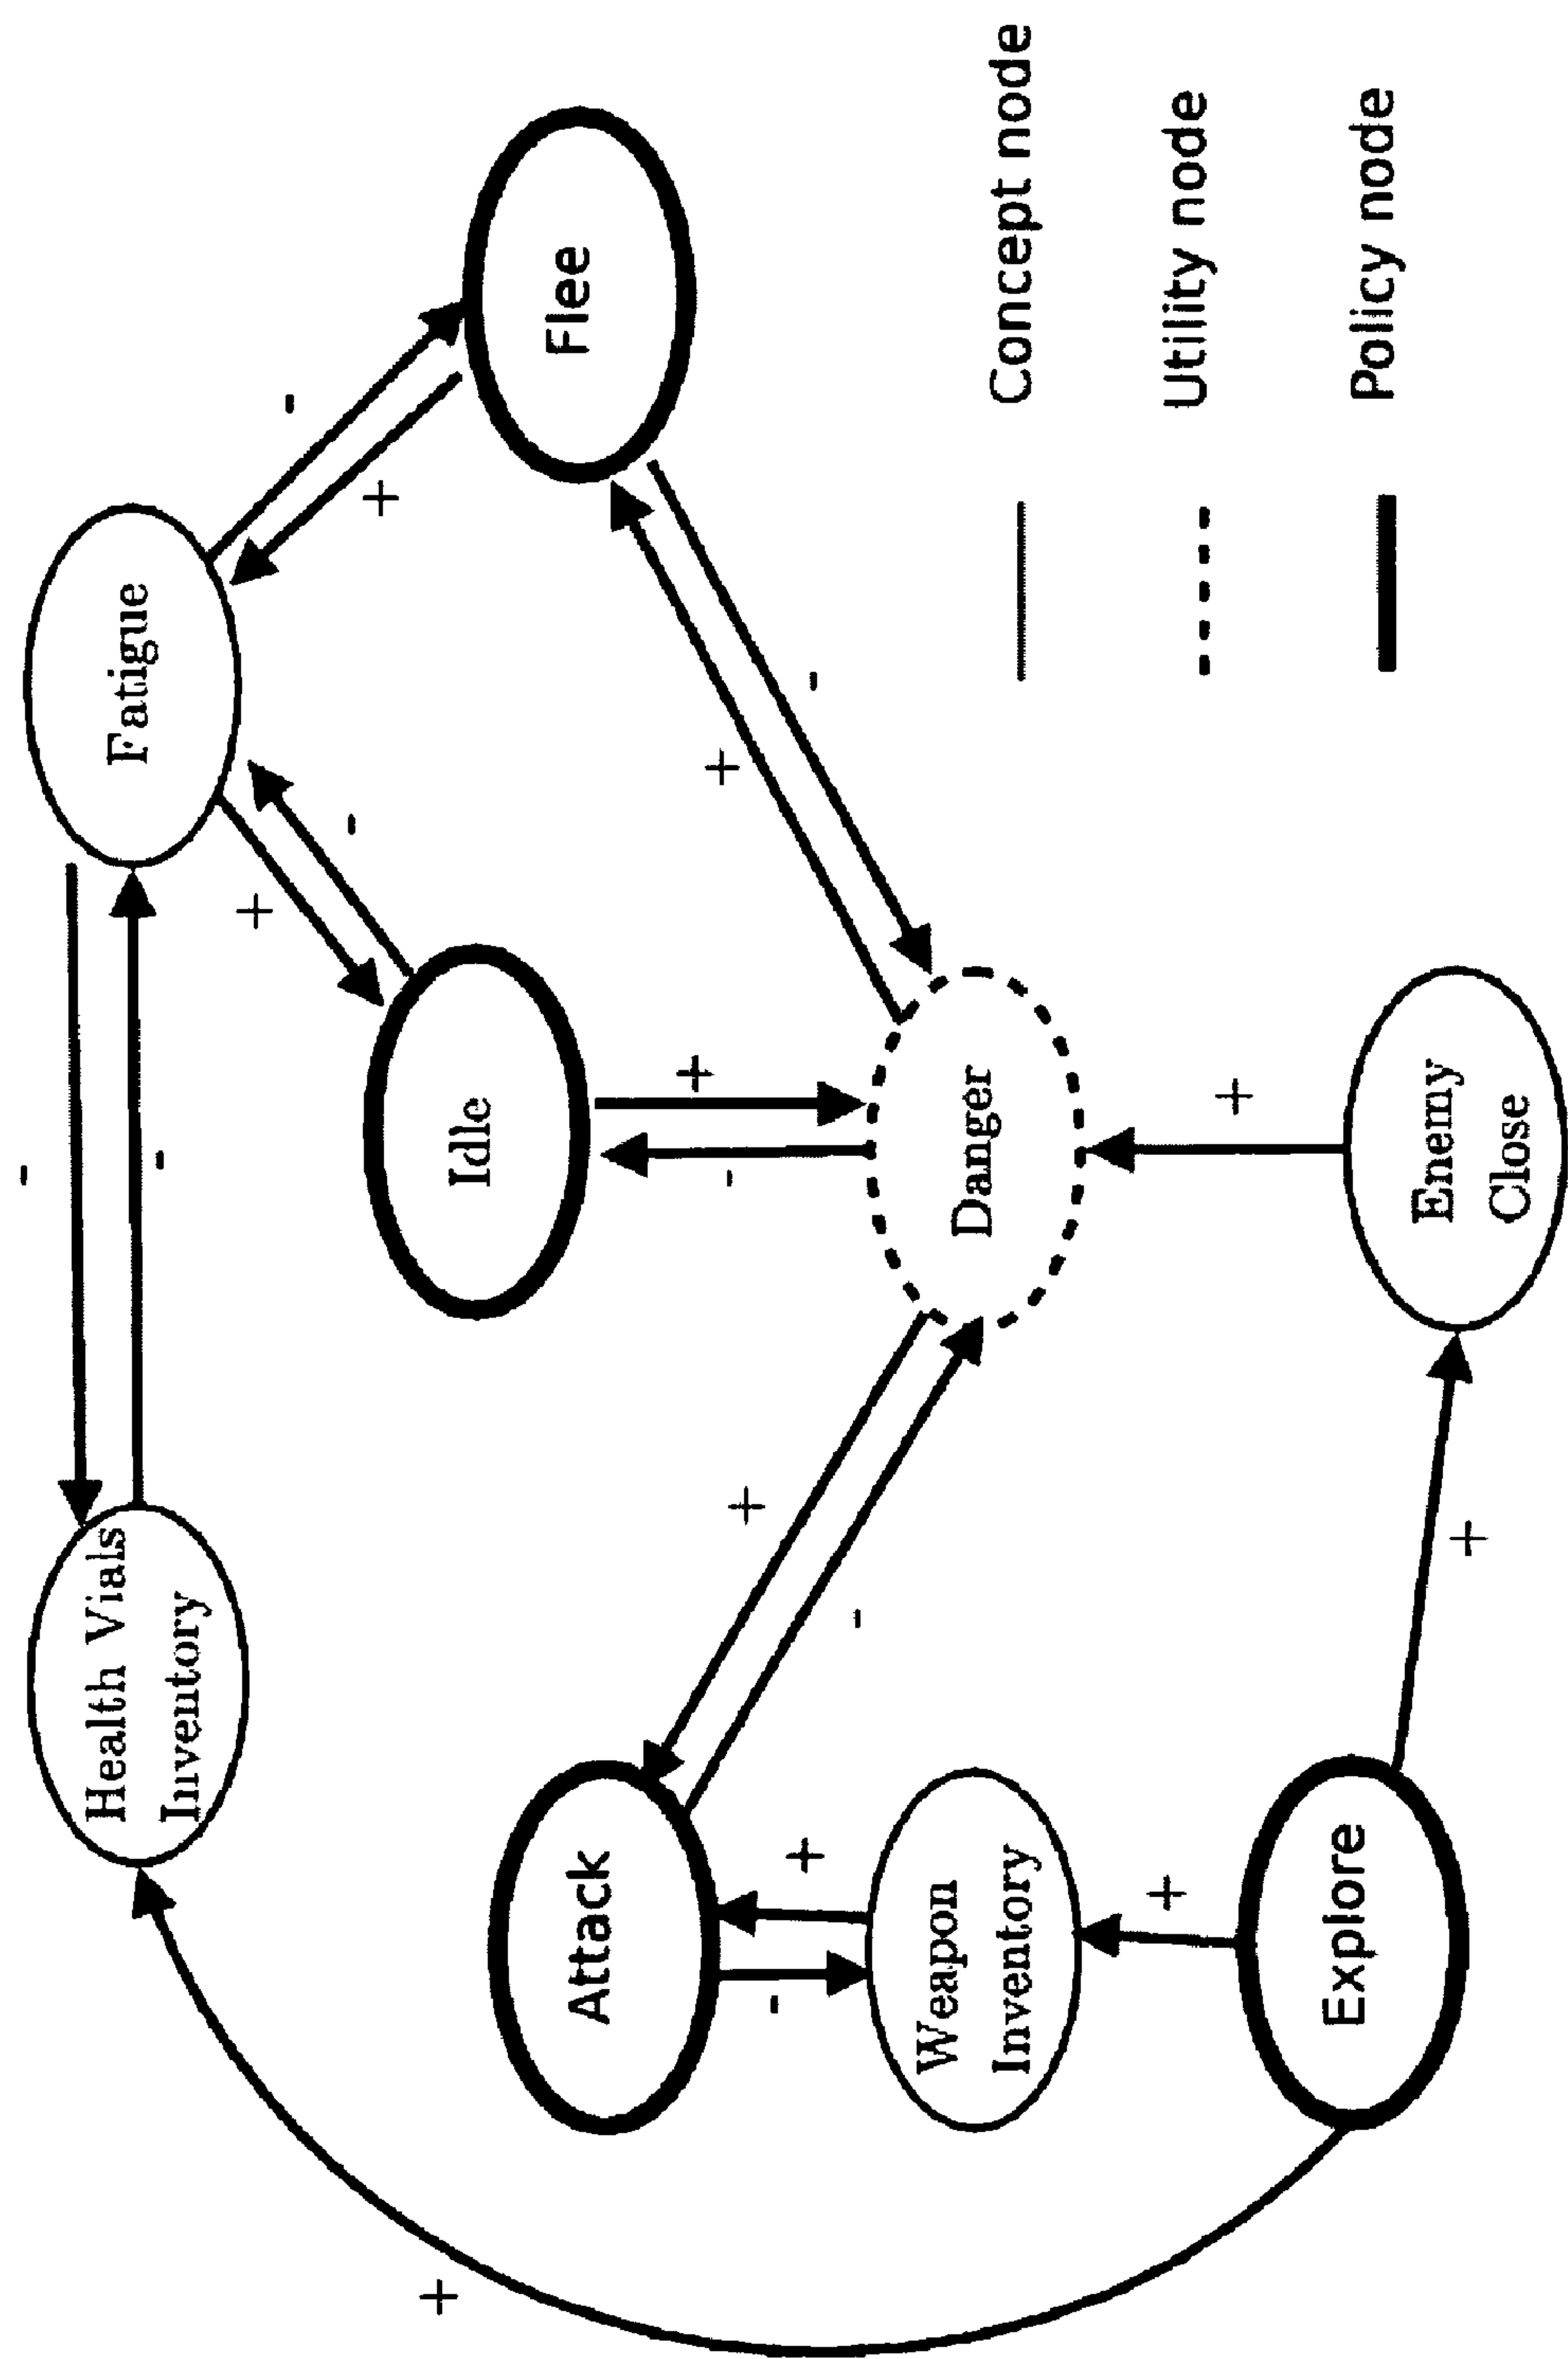 -
Health Vials
Inventory
Fatigue
-
+
-
-
+
+
Idle
Flee
Attack
+
+
-
+
-
+
-
-
Weapon
Inventory
Danger
Concept node
+
Utility node
+
Explore
Policy node
Enemy
Close
+